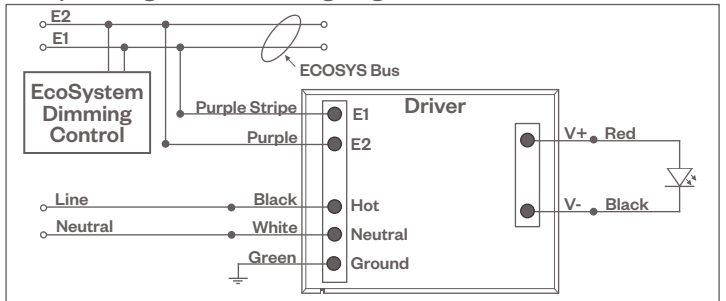 E2
E1
ECOSYS Bus
EcoSystem
Dimming
Control
Driver
Purple Stripe
E1
Purple
E2
V+
Red
Line
Black
Hot
V-
Black
Neutral
White
Neutral
Green
Ground